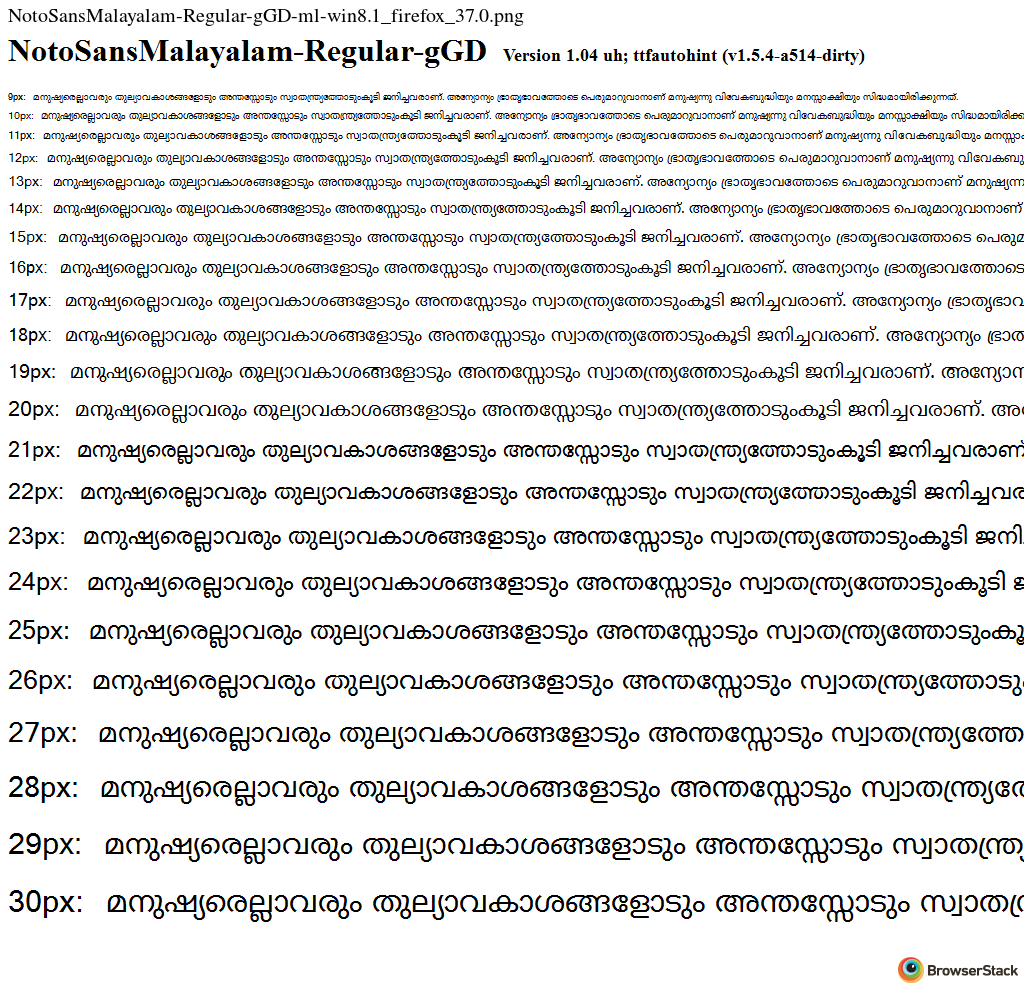 NotoSansMalayalam-Regular-gGD-ml-win8.1_firefox_37.0.png
NotoSansMalayalam-Regular-gGD Version 1.04 uh; ttfautohint (v1.5.4-a514-dirty)
9px: മനുഷ്യരെല്ലാവരും തുല്യാവകാശങ്ങളോടും അന്തസ്സോടും സ്വാതന്ത്ര്യത്തോടുംകൂടി ജനിച്ചവരാണ്. അന്യോന്യം ഭ്രാതൃഭാവത്തോടെ പെരുമാറുവാനാണ് മനുഷ്യന്നു വിവേകബുദ്ധിയും മനസ്സാക്ഷിയും സിദ്ധമായിരിക്കുന്നത്.
10px: മനുഷ്യരെല്ലാവരും തുല്യാവകാശങ്ങളോടും അന്തസ്സോടും സ്വാതന്ത്ര്യത്തോടുംകൂടി ജനിച്ചവരാണ്. അന്യോന്യം ഭ്രാതൃഭാവത്തോടെ പെരുമാറുവാനാണ് മനുഷ്യന്നു വിവേകബുദ്ധിയും മനസ്സാക്ഷിയും സിദ്ധമായിരിക്ക
11px: മനുഷ്യരെല്ലാവരും തുല്യാവകാശങ്ങളോടും അന്തസ്സോടും സ്വാതന്ത്ര്യത്തോടുംകൂടി ജനിച്ചവരാണ്. അന്യോന്യം ഭ്രാതൃഭാവത്തോടെ പെരുമാറുവാനാണ് മനുഷ്യന്നു വിവേകബുദ്ധിയും മനസ്സാ
12px: മനുഷ്യരെല്ലാവരും തുല്യാവകാശങ്ങളോടും അന്തസ്സോടും സ്വാതന്ത്ര്യത്തോടുംകൂടി ജനിച്ചവരാണ്. അന്യോന്യം ഭ്രാതൃഭാവത്തോടെ പെരുമാറുവാനാണ് മനുഷ്യന്നു വിവേകബു
13px: മനുഷ്യരെല്ലാവരും തുല്യാവകാശങ്ങളോടും അന്തസ്സോടും സ്വാതന്ത്ര്യത്തോടുംകൂടി ജനിച്ചവരാണ്. അന്യോന്യം ഭ്രാതൃഭാവത്തോടെ പെരുമാറുവാനാണ് മനുഷ്യന്ന
14px: മനുഷ്യരെല്ലാവരും തുല്യാവകാശങ്ങളോടും അന്തസ്സോടും സ്വാതന്ത്ര്യത്തോടുംകൂടി ജനിച്ചവരാണ്. അന്യോന്യം ഭ്രാതൃഭാവത്തോടെ പെരുമാറുവാനാണ്
15px: മനുഷ്യരെല്ലാവരും തുല്യാവകാശങ്ങളോടും അന്തസ്സോടും സ്വാതന്ത്ര്യത്തോടുംകൂടി ജനിച്ചവരാണ്. അന്യോന്യം ഭ്രാതൃഭാവത്തോടെ പെരുമ
16px: മനുഷ്യരെല്ലാവരും തുല്യാവകാശങ്ങളോടും അന്തസ്സോടും സ്വാതന്ത്ര്യത്തോടുംകൂടി ജനിച്ചവരാണ്. അന്യോന്യം ഭ്രാതൃഭാവത്തോടെ
17px: മനുഷ്യരെല്ലാവരും തുല്യാവകാശങ്ങളോടും അന്തസ്സോടും സ്വാതന്ത്ര്യത്തോടുംകൂടി ജനിച്ചവരാണ്. അന്യോന്യം ഭ്രാതൃഭാവ
18px: മനുഷ്യരെല്ലാവരും തുല്യാവകാശങ്ങളോടും അന്തസ്സോടും സ്വാതന്ത്ര്യത്തോടുംകൂടി ജനിച്ചവരാണ്. അന്യോന്യം ഭ്രാത
19px: മനുഷ്യരെല്ലാവരും തുല്യാവകാശങ്ങളോടും അന്തസ്സോടും സ്വാതന്ത്ര്യത്തോടുംകൂടി ജനിച്ചവരാണ്. അന്യോന
20px: മനുഷ്യരെല്ലാവരും തുല്യാവകാശങ്ങളോടും അന്തസ്സോടും സ്വാതന്ത്ര്യത്തോടുംകൂടി ജനിച്ചവരാണ്. അ
21px: മനുഷ്യരെല്ലാവരും തുല്യാവകാശങ്ങളോടും അന്തസ്സോടും സ്വാതന്ത്ര്യത്തോടുംകൂടി ജനിച്ചവരാണ്
22px: മനുഷ്യരെല്ലാവരും തുല്യാവകാശങ്ങളോടും അന്തസ്സോടും സ്വാതന്ത്ര്യത്തോടുംകൂടി ജനിച്ചവര
23px: മനുഷ്യരെല്ലാവരും തുല്യാവകാശങ്ങളോടും അന്തസ്സോടും സ്വാതന്ത്ര്യത്തോടുംകൂടി ജനി
24px: മനുഷ്യരെല്ലാവരും തുല്യാവകാശങ്ങളോടും അന്തസ്സോടും സ്വാതന്ത്ര്യത്തോടുംകൂടി
25px: മനുഷ്യരെല്ലാവരും തുല്യാവകാശങ്ങളോടും അന്തസ്സോടും സ്വാതന്ത്ര്യത്തോടുംകൂ
26px: മനുഷ്യരെല്ലാവരും തുല്യാവകാശങ്ങളോടും അന്തസ്സോടും സ്വാതന്ത്ര്യത്തോടു
27px: മനുഷ്യരെല്ലാവരും തുല്യാവകാശങ്ങളോടും അന്തസ്സോടും സ്വാതന്ത്ര്യത്തോ
28px: മനുഷ്യരെല്ലാവരും തുല്യാവകാശങ്ങളോടും അന്തസ്സോടും സ്വാതന്ത്ര്യ
29px: മനുഷ്യരെല്ലാവരും തുല്യാവകാശങ്ങളോടും അന്തസ്സോടും സ്വാതന്ത്ര്യ
30px: മനുഷ്യരെല്ലാവരും തുല്യാവകാശങ്ങളോടും അന്തസ്സോടും സ്വാത
BrowserStack